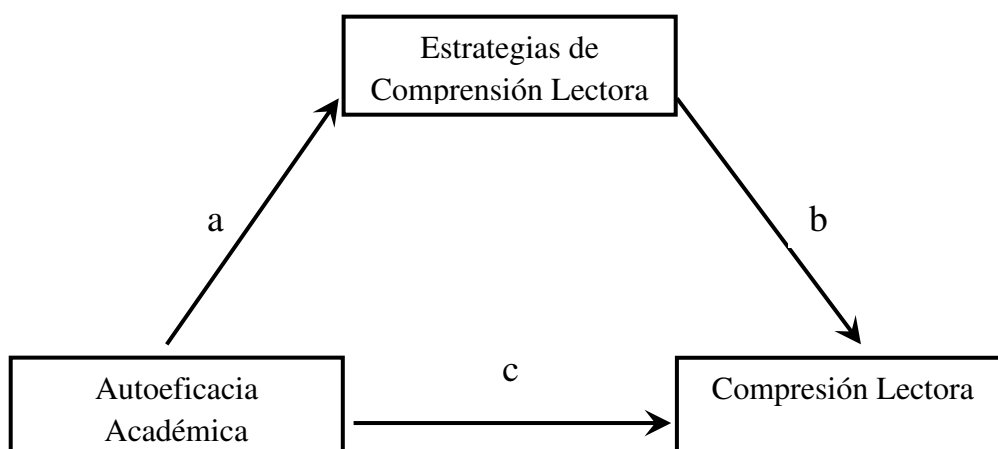 Estrategias de
Comprensión Lectora
a
b
c
Autoeficacia
Académica
Compresión Lectora